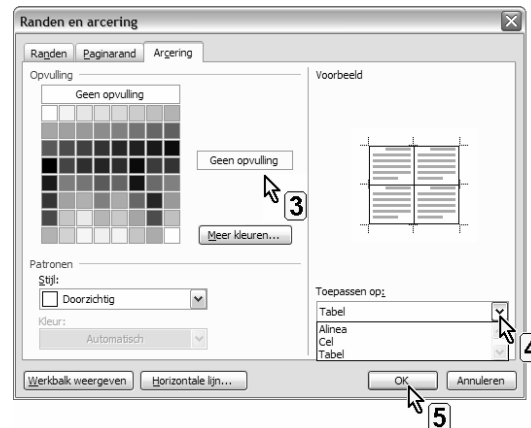 Randen en arcering
Randen Paginarand Arcering
Opvulling
Geen opvulling
Geen opvulling
3
Meer kleuren...
Patronen
Stijl:
Doorzichtig
Kleur:
Automatisch
Voorbeeld
Toepassen op:
Tabel
4
Alinea
Cel
Tabel
Werkbalk weergeven Horizontale lijn... OK Annuleren
5